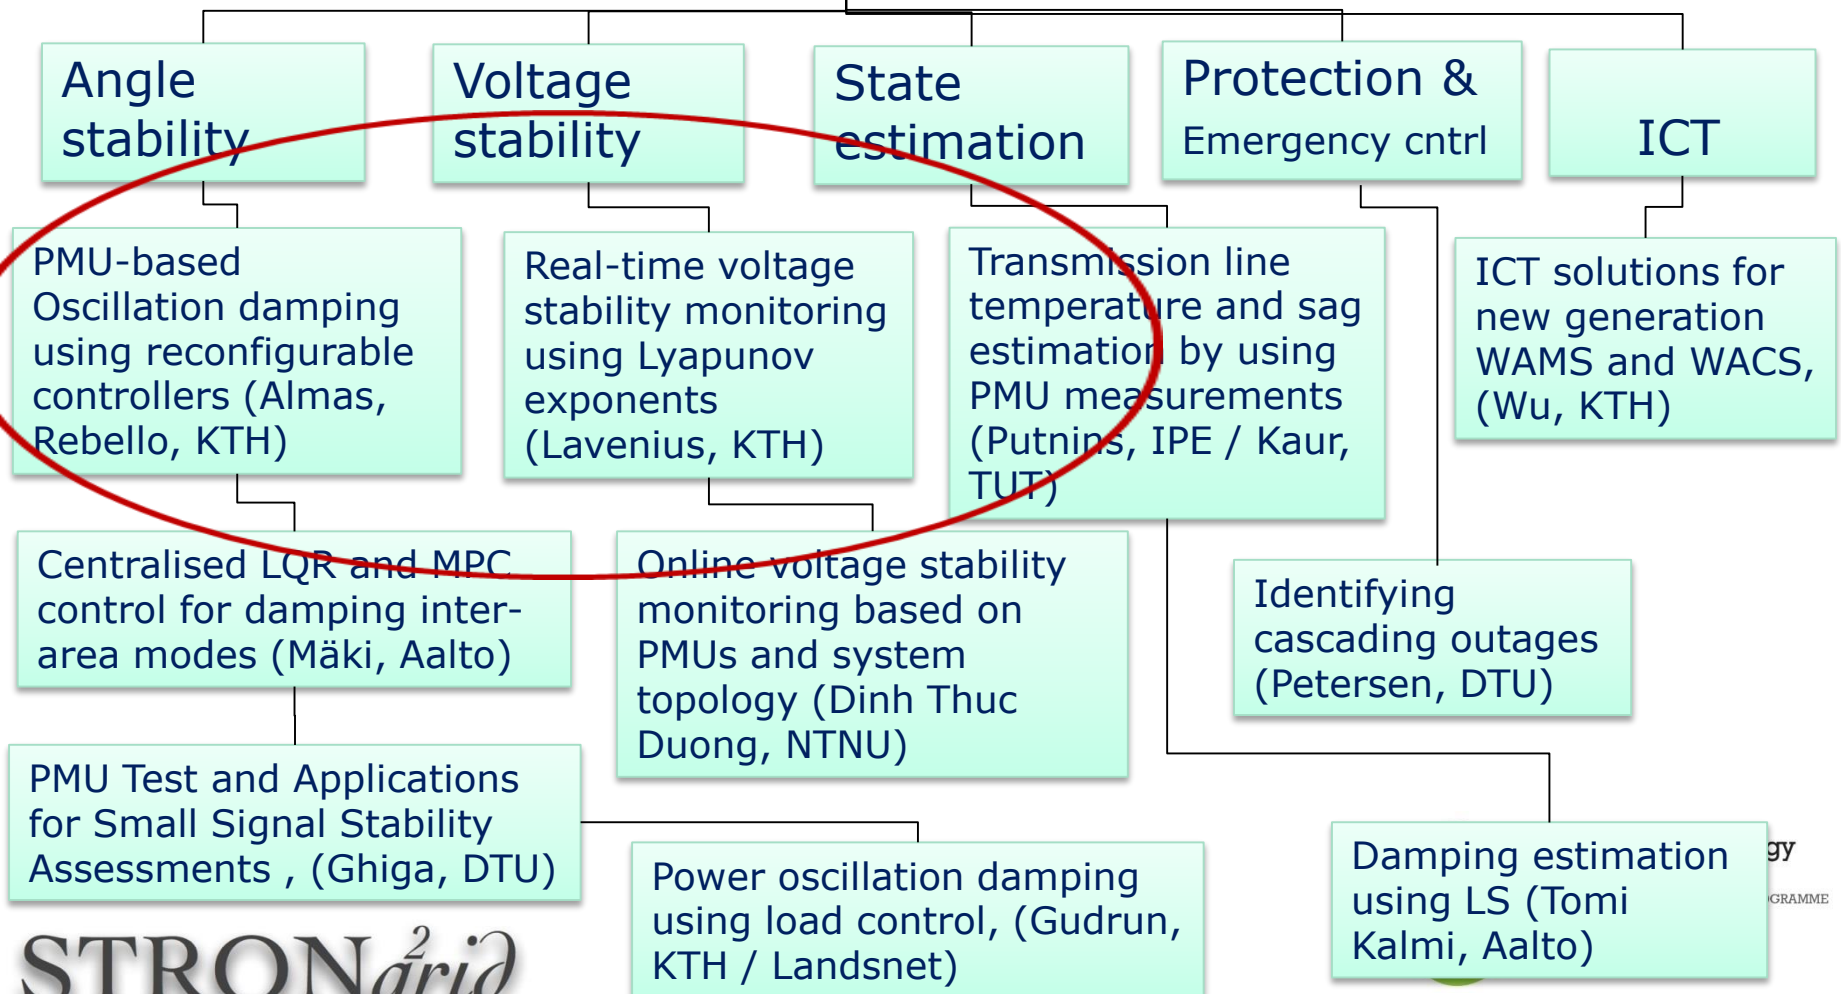 Angle
stability
Voltage
stability
State
estimation
Protection &
Emergency cntrl
ICT
PMU-based
Oscillation damping
using reconfigurable
controllers (Almas,
Rebello, KTH)
Real-time voltage
stability monitoring
using Lyapunov
exponents
(Lavenius, KTH)
Transmission line
temperature and sag
estimation by using
PMU measurements
(Putnins, IPE / Kaur,
TUT)
ICT solutions for
new generation
WAMS and WACS,
(Wu, KTH)
Centralised LQR and MPC
control for damping inter-
area modes (Mäki, Aalto)
Online voltage stability
monitoring based on
PMUs and system
topology (Dinh Thuc
Duong, NTNU)
Identifying
cascading outages
(Petersen, DTU)
PMU Test and Applications
for Small Signal Stability
Assessments , (Ghiga, DTU)
Power oscillation damping
using load control, (Gudrun,
KTH / Landsnet)
Damping estimation
using LS (Tomi
Kalmi, Aalto)
gy
OGRAMME
STRON²grid